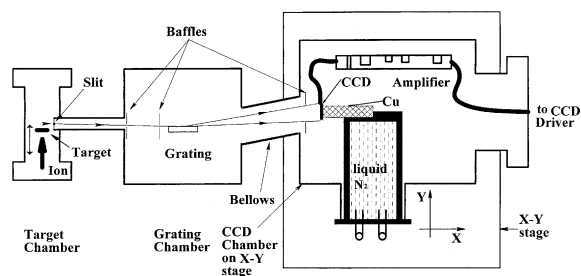 Baffles
Slit
CCD
Amplifier
Cu
to CCD
Driver
Target
Grating
Ion
liquid
N₂
Bellows
Y
X
X-Y
stage
Target
Chamber
Grating
Chamber
CCD
Chamber
on X-Y
stage